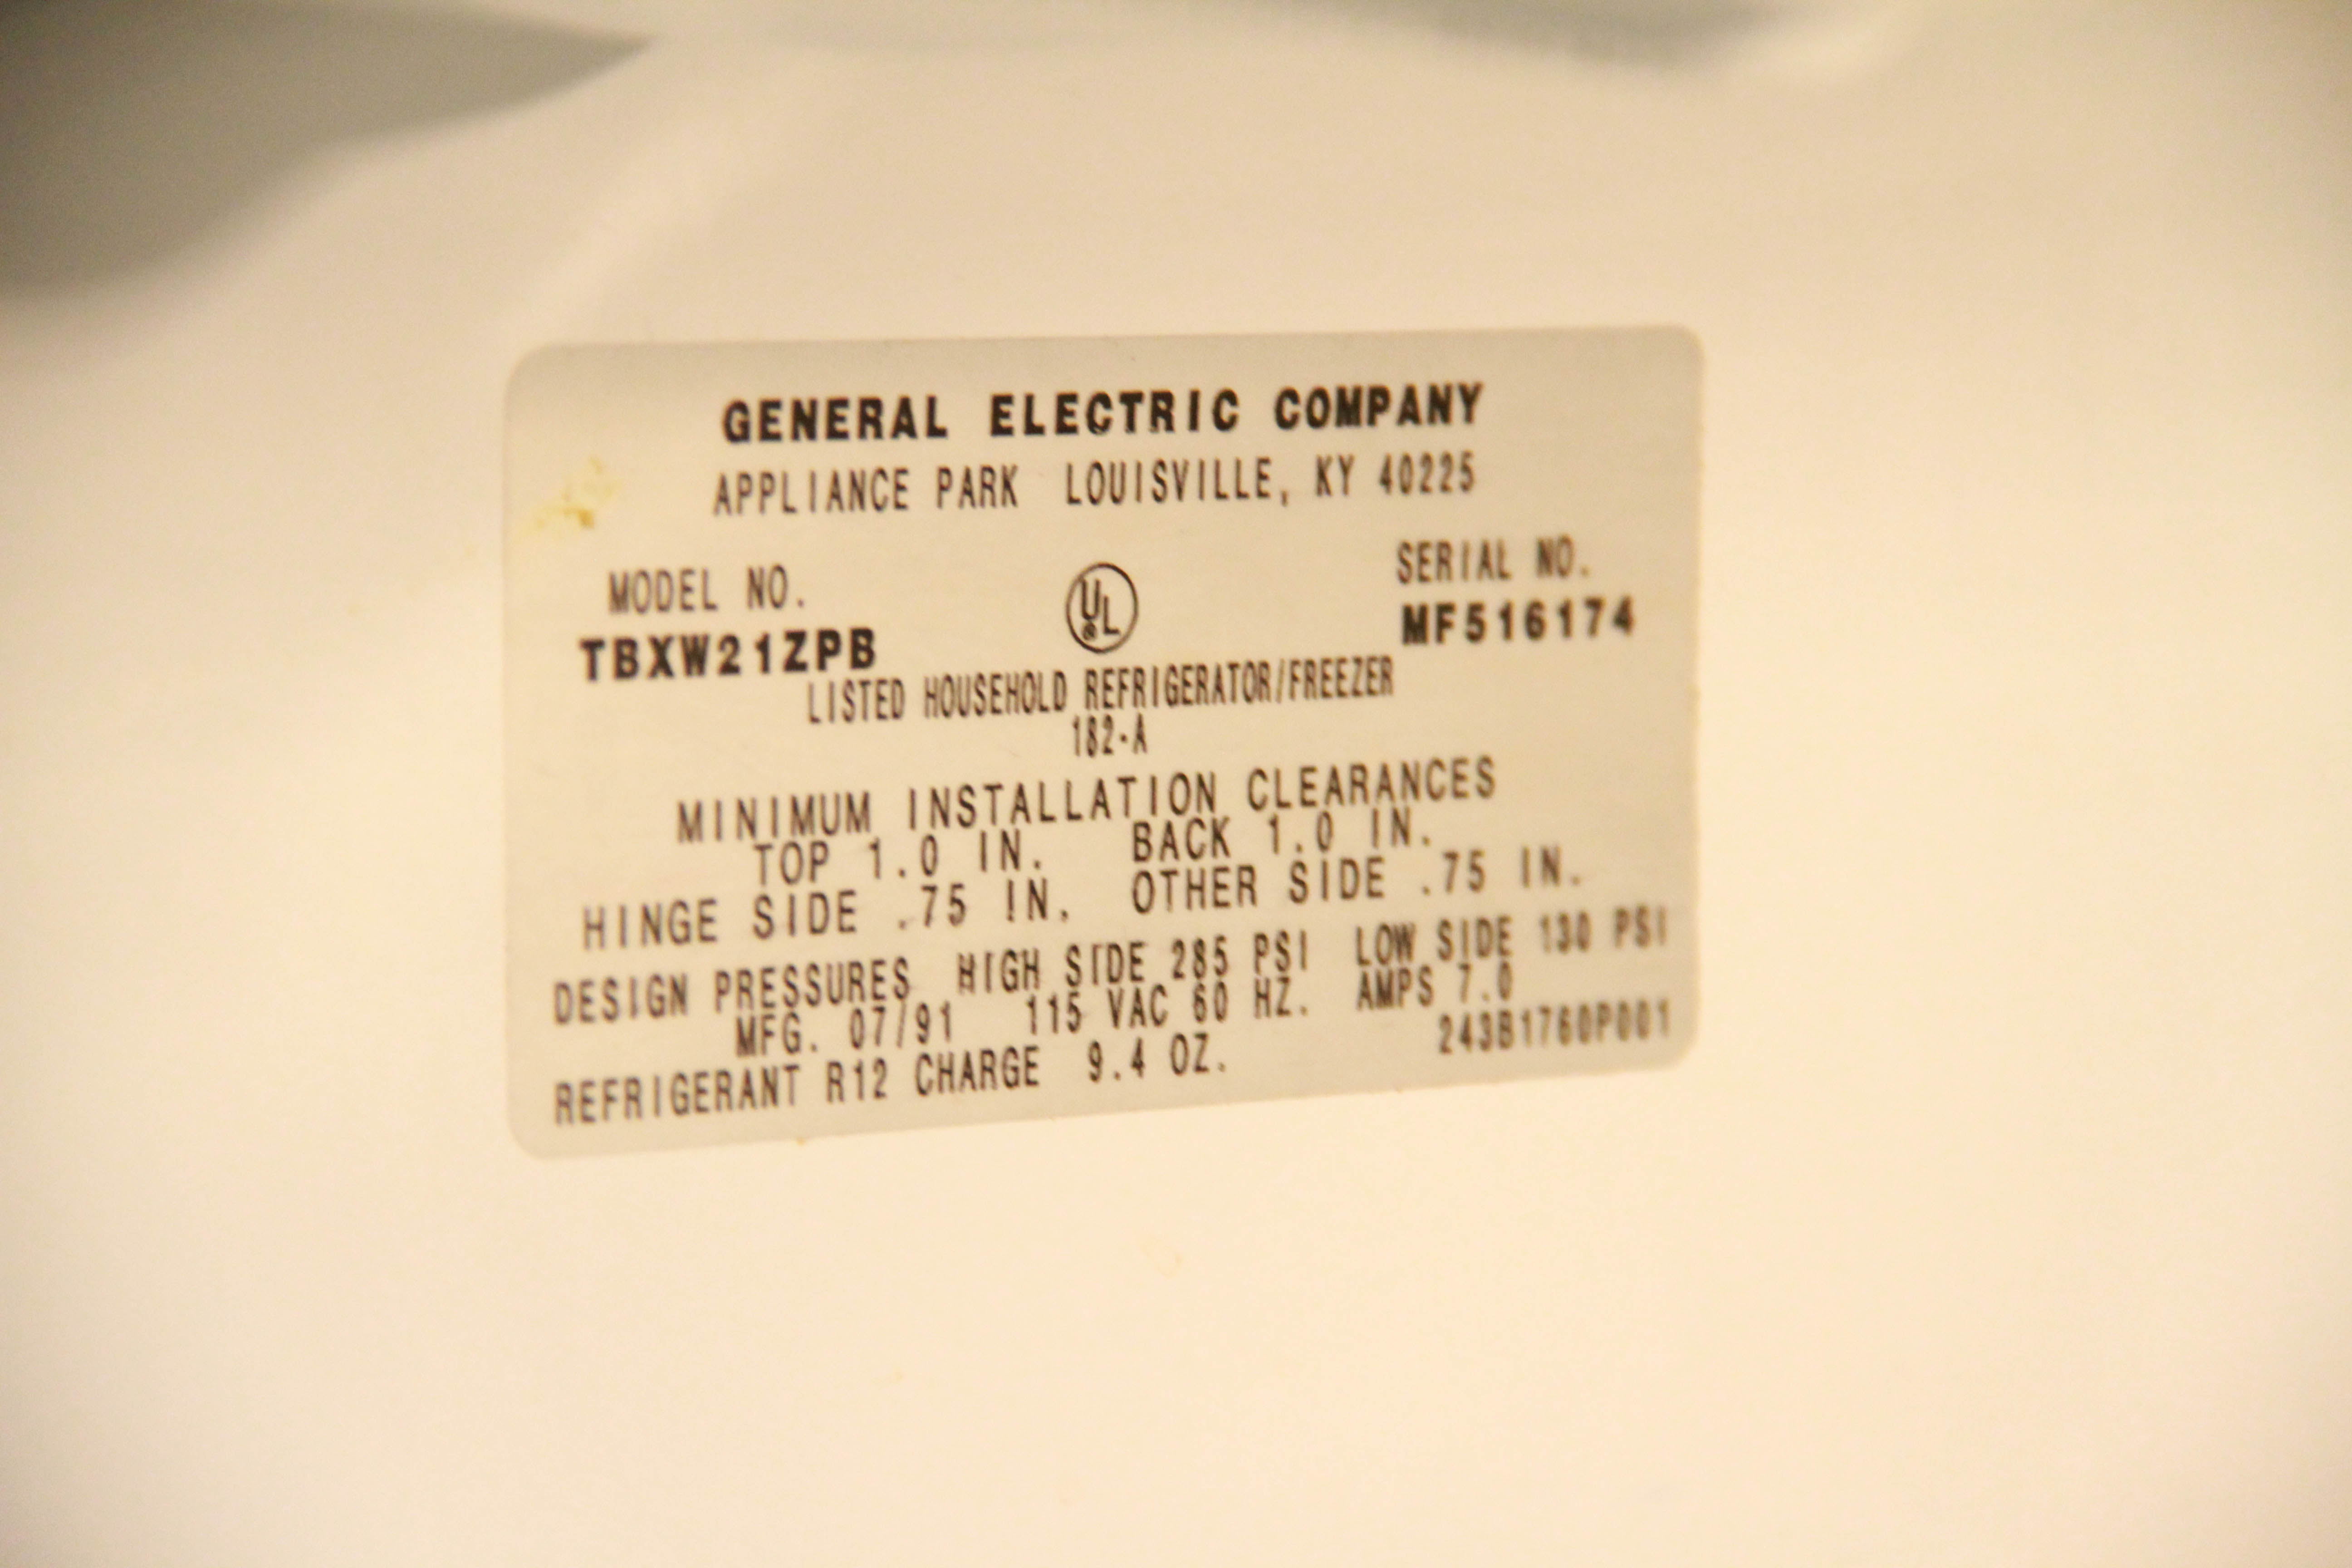 GENERAL ELECTRIC COMPANY
APPLIANCE PARK LOUISVILLE, KY 40225
MODEL NO.
TBXW21ZPB
UL
®
SERIAL NO.
MF516174
LISTED HOUSEHOLD REFRIGERATOR/FREEZER
182-A
MINIMUM INSTALLATION CLEARANCES
TOP 1.0 IN. BACK 1.0 IN.
HINGE SIDE .75 IN. OTHER SIDE .75 IN.
DESIGN PRESSURES HIGH SIDE 285 PSI LOW SIDE 130 PSI
MFG. 07/91 115 VAC 60 HZ. AMPS 7.0
REFRIGERANT R12 CHARGE 9.4 OZ. 243B1760P001